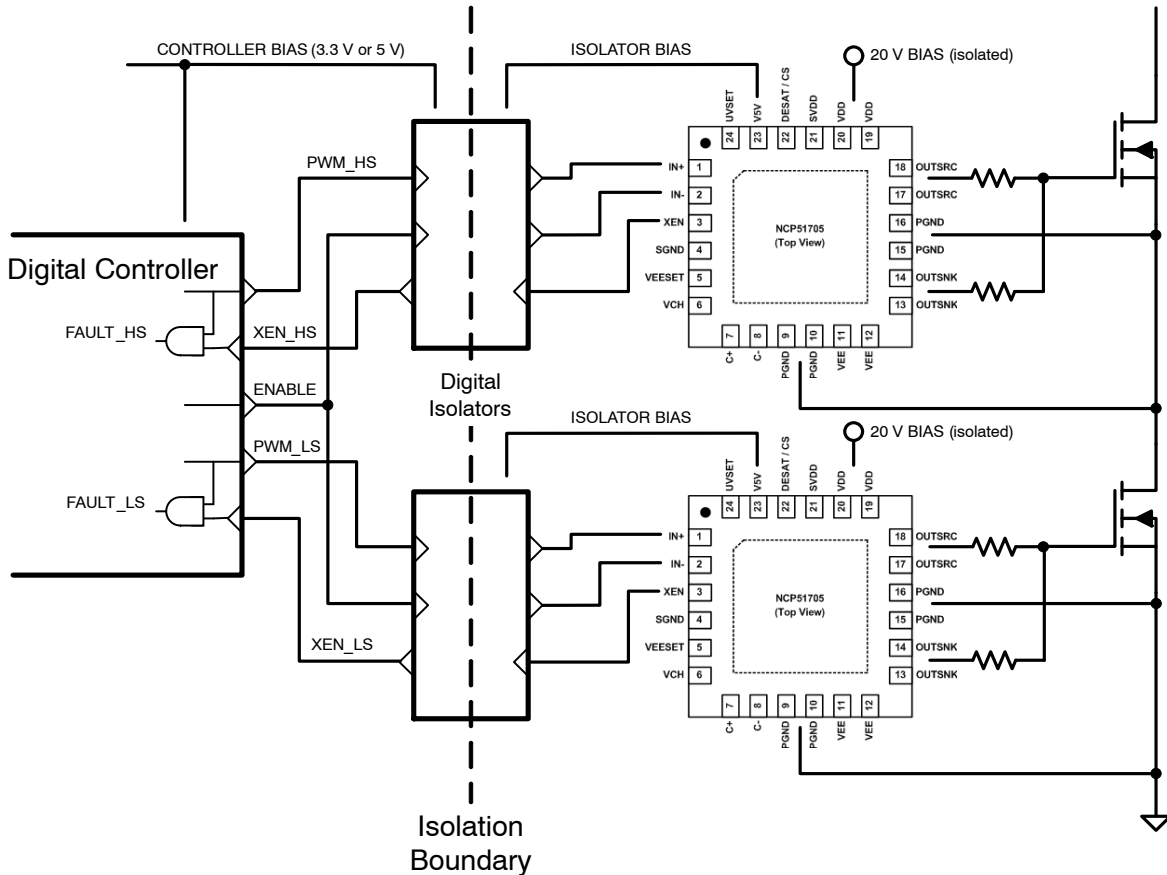 CONTROLLER BIAS (3.3 V or 5 V)
ISOLATOR BIAS
20 V BIAS (isolated)
UVSET
V5V
DESAT / CS
SVDD
VDD
VDD
24
23
22
21
20
19
PWM_HS
IN+
1
IN-
2
XEN
3
SGND
4
VEESET
5
VCH
6
NCP51705
(Top View)
18
OUTSRC
17
OUTSRC
16
PGND
15
PGND
14
OUTSNK
13
OUTSNK
7
8
9
10
11
12
C+
C-
PGND
PGND
VEE
VEE
Digital Controller
FAULT_HS
XEN_HS
ENABLE
Digital
Isolators
PWM_LS
FAULT_LS
XEN_LS
ISOLATOR BIAS
20 V BIAS (isolated)
UVSET
V5V
DESAT / CS
SVDD
VDD
VDD
24
23
22
21
20
19
IN+
1
IN-
2
XEN
3
SGND
4
VEESET
5
VCH
6
NCP51705
(Top View)
18
OUTSRC
17
OUTSRC
16
PGND
15
PGND
14
OUTSNK
13
OUTSNK
7
8
9
10
11
12
C+
C-
PGND
PGND
VEE
VEE
Isolation
Boundary